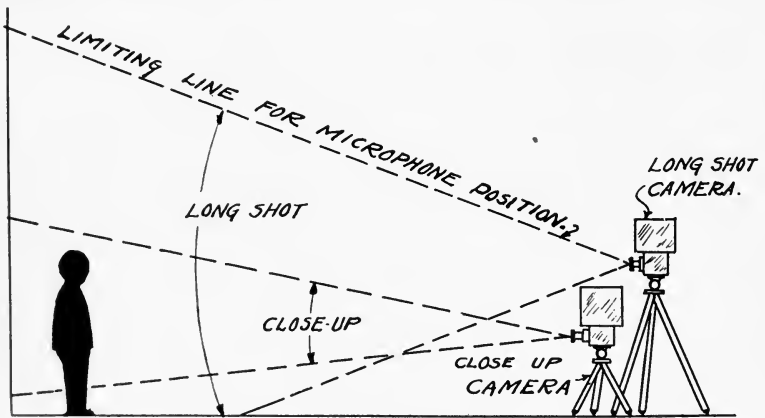 LIMITING LINE FOR MICROPHONE POSITION.?
LONG SHOT
CAMERA.
LONG SHOT
CLOSE-UP
CLOSE UP
CAMERA